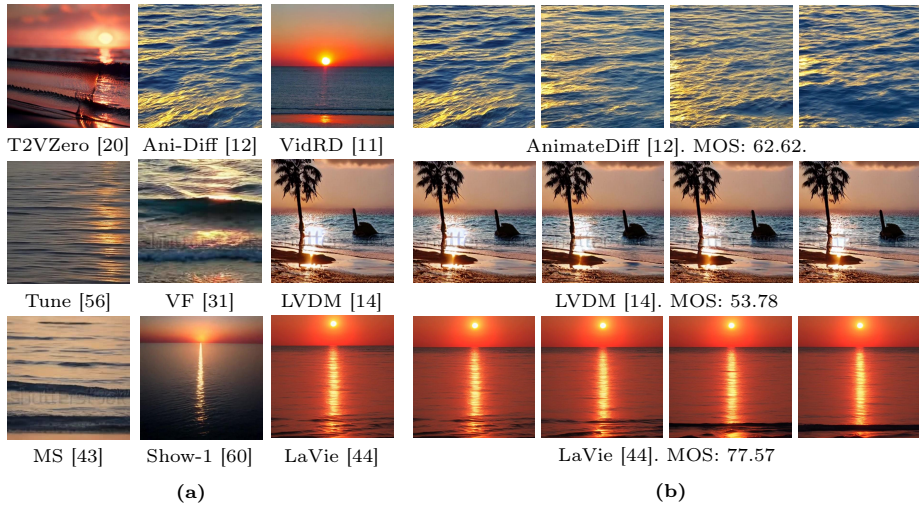 T2VZero [20] Ani-Diff [12] VidRD [11]
AnimateDiff [12]. MOS: 62.62.
Tune [56] VF [31] LVDM [14]
LVDM [14]. MOS: 53.78
MS [43] Show-1 [60] LaVie [44]
LaVie [44]. MOS: 77.57
(a)
(b)